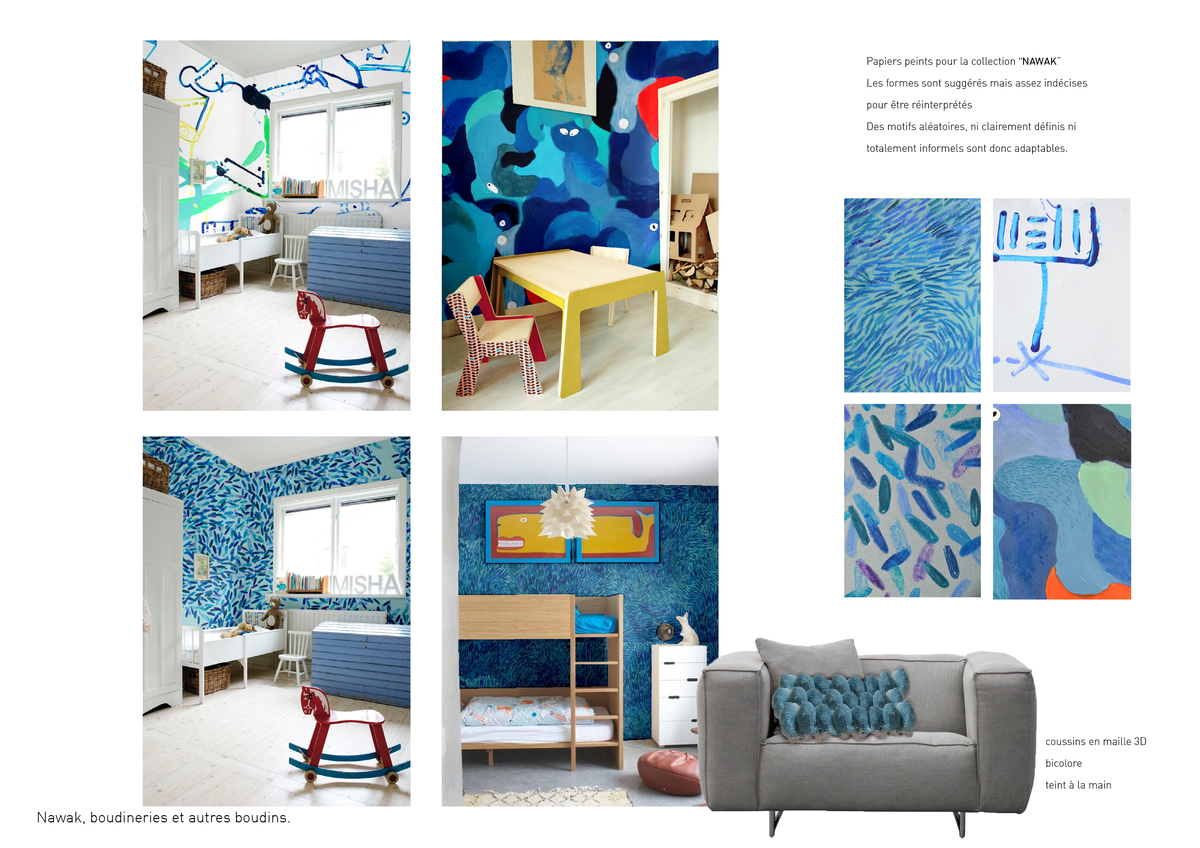 Papiers peints pour la collection “NAWAK”
Les formes sont suggérés mais assez indécises
pour être réinterprétés
Des motifs aléatoires, ni clairement définis ni
totalement informels sont donc adaptables.
MISHA
MISHA
coussins en maille 3D
bicolore
teint à la main
Nawak, boudineries et autres boudins.